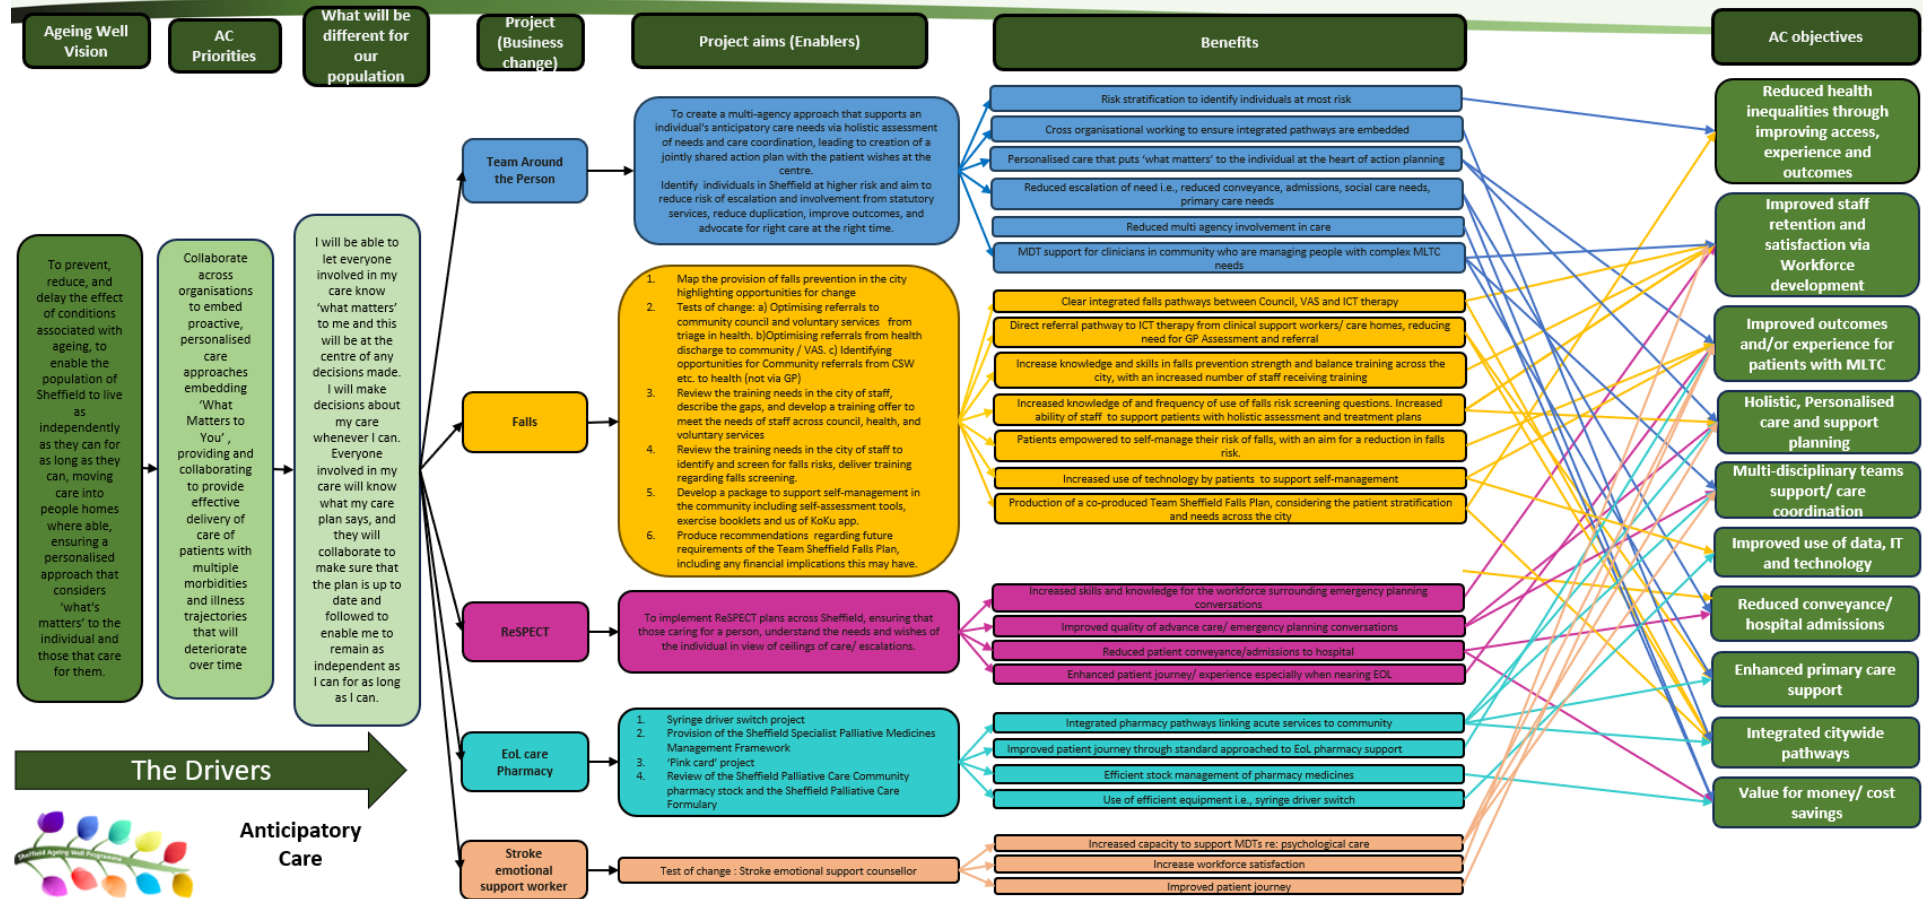 Ageing Well
Vision
AC
Priorities
What will be
different for
our
population
Project
(Business
change)
Project aims (Enablers)
Benefits
AC objectives
To prevent,
reduce, and
delay the effect
of conditions
associated with
ageing, to
enable the
population of
Sheffield to live
as
independently
as they can for
as long as they
can, moving
care into
people homes
where able,
ensuring a
personalised
approach that
considers
‘what's
matters’ to the
individual and
those that care
for them.
Collaborate
across
organisations
to embed
proactive,
personalised
care
approaches
embedding
‘What
Matters to
You’ ,
providing and
collaborating
to provide
effective
delivery of
care of
patients with
multiple
morbidities
and illness
trajectories
that will
deteriorate
over time
I will be able to
let everyone
involved in my
care know
‘what matters’
to me and this
will be at the
centre of any
decisions made.
I will make
decisions about
my care
whenever I can.
Everyone
involved in my
care will know
what my care
plan says, and
they will
collaborate to
make sure that
the plan is up to
date and
followed to
enable me to
remain as
independent as
I can for as long
as I can.
Team Around
the Person
To create a multi-agency approach that supports an
individual's anticipatory care needs via holistic assessment
of needs and care coordination, leading to creation of a
jointly shared action plan with the patient wishes at the
centre.
Identify individuals in Sheffield at higher risk and aim to
reduce risk of escalation and involvement from statutory
services, reduce duplication, improve outcomes, and
advocate for right care at the right time.
Risk stratification to identify individuals at most risk
Cross organisational working to ensure integrated pathways are embedded
Personalised care that puts ‘what matters’ to the individual at the heart of action planning
Reduced escalation of need i.e., reduced conveyance, admissions, social care needs,
primary care needs
Reduced multi agency involvement in care
MDT support for clinicians in community who are managing people with complex MLTC
needs
Falls
1. Map the provision of falls prevention in the city
highlighting opportunities for change
2. Tests of change: a) Optimising referrals to
community council and voluntary services from
triage in health. b)Optimising referrals from health
discharge to community / VAS. c) Identifying
opportunities for Community referrals from CSW
etc. to health (not via GP)
3. Review the training needs in the city of staff,
describe the gaps, and develop a training offer to
meet the needs of staff across council, health, and
voluntary services
4. Review the training needs in the city of staff to
identify and screen for falls risks, deliver training
regarding falls screening.
5. Develop a package to support self-management in
the community including self-assessment tools,
exercise booklets and us of KoKu app.
6. Produce recommendations regarding future
requirements of the Team Sheffield Falls Plan,
including any financial implications this may have.
Clear integrated falls pathways between Council, VAS and ICT therapy
Direct referral pathway to ICT therapy from clinical support workers/ care homes, reducing
need for GP Assessment and referral
Increase knowledge and skills in falls prevention strength and balance training across the
city, with an increased number of staff receiving training
Increased knowledge of and frequency of use of falls risk screening questions. Increased
ability of staff to support patients with holistic assessment and treatment plans
Patients empowered to self-manage their risk of falls, with an aim for a reduction in falls
risk.
Increased use of technology by patients to support self-management
Production of a co-produced Team Sheffield Falls Plan, considering the patient stratification
and needs across the city
ReSPECT
To implement ReSPECT plans across Sheffield, ensuring that
those caring for a person, understand the needs and wishes of
the individual in view of ceilings of care/ escalations.
Increased skills and knowledge for the workforce surrounding emergency planning
conversations
Improved quality of advance care/ emergency planning conversations
Reduced patient conveyance/admissions to hospital
Enhanced patient journey/ experience especially when nearing EOL
EoL care
Pharmacy
1. Syringe driver switch project
2. Provision of the Sheffield Specialist Palliative Medicines
Management Framework
3. ‘Pink card’ project
4. Review of the Sheffield Palliative Care Community
pharmacy stock and the Sheffield Palliative Care
Formulary
Integrated pharmacy pathways linking acute services to community
Improved patient journey through standard approached to EoL pharmacy support
Efficient stock management of pharmacy medicines
Use of efficient equipment i.e., syringe driver switch
Stroke
emotional
support worker
Test of change : Stroke emotional support counsellor
Increased capacity to support MDTs re: psychological care
Increase workforce satisfaction
Improved patient journey
Reduced health
inequalities through
improving access,
experience and
outcomes
Improved staff
retention and
satisfaction via
Workforce
development
Improved outcomes
and/or experience for
patients with MLTC
Holistic, Personalised
care and support
planning
Multi-disciplinary teams
support/ care
coordination
Improved use of data, IT
and technology
Reduced conveyance/
hospital admissions
Enhanced primary care
support
Integrated citywide
pathways
Value for money/ cost
savings
The Drivers
Anticipatory
Care
Sheffield Ageing Well Programme